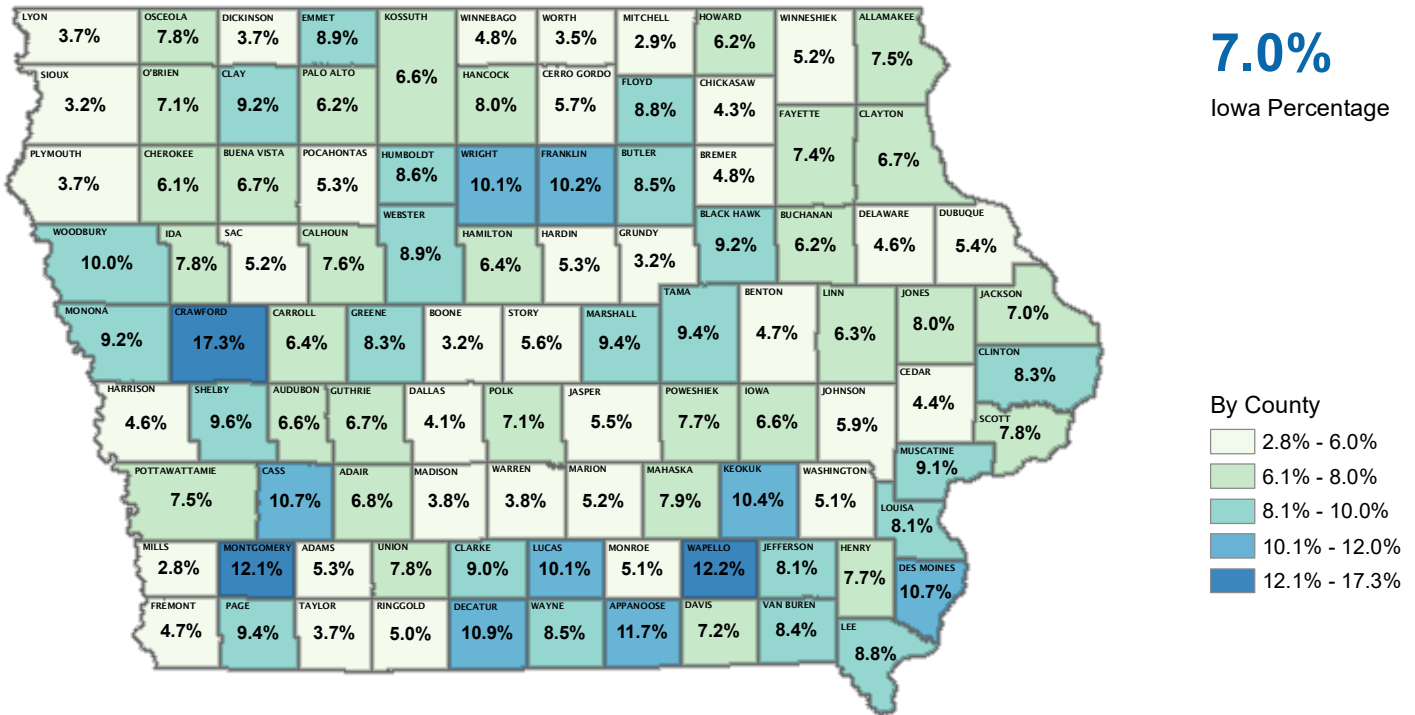 LYON
3.7%
OSCEOLA
7.8%
DICKINSON
3.7%
EMMET
8.9%
KOSSUTH
6.6%
WINNEBAGO
4.8%
WORTH
3.5%
MITCHELL
2.9%
HOWARD
6.2%
WINNESHIEK
5.2%
ALLAMAKEE
7.5%
SIOUX
3.2%
O'BRIEN
7.1%
CLAY
9.2%
PALO ALTO
6.2%
HANCOCK
8.0%
CERRO GORDO
5.7%
FLOYD
8.8%
CHICKASAW
4.3%
FAYETTE
7.4%
CLAYTON
6.7%
PLYMOUTH
3.7%
CHEROKEE
6.1%
BUENA VISTA
6.7%
POCAHONTAS
5.3%
HUMBOLDT
8.6%
WRIGHT
10.1%
FRANKLIN
10.2%
BUTLER
8.5%
BREMER
4.8%
WOODBURY
10.0%
IDA
7.8%
SAC
5.2%
CALHOUN
7.6%
WEBSTER
8.9%
HAMILTON
6.4%
HARDIN
5.3%
GRUNDY
3.2%
BLACK HAWK
9.2%
BUCHANAN
6.2%
DELAWARE
4.6%
DUBUQUE
5.4%
MONONA
9.2%
CRAWFORD
17.3%
CARROLL
6.4%
GREENE
8.3%
BOONE
3.2%
STORY
5.6%
MARSHALL
9.4%
TAMA
9.4%
BENTON
4.7%
LINN
6.3%
JONES
8.0%
JACKSON
7.0%
CLINTON
8.3%
HARRISON
4.6%
SHELBY
9.6%
AUDUBON
6.6%
GUTHRIE
6.7%
DALLAS
4.1%
POLK
7.1%
JASPER
5.5%
POWESHIEK
7.7%
IOWA
6.6%
JOHNSON
5.9%
CEDAR
4.4%
SCOTT
7.8%
MUSCATINE
9.1%
POTTAWATTAMIE
7.5%
CASS
10.7%
ADAIR
6.8%
MADISON
3.8%
WARREN
3.8%
MARION
5.2%
MAHASKA
7.9%
KEOKUK
10.4%
WASHINGTON
5.1%
LOUISA
8.1%
MILLS
2.8%
MONTGOMERY
12.1%
ADAMS
5.3%
UNION
7.8%
CLARKE
9.0%
LUCAS
10.1%
MONROE
5.1%
WAPELLO
12.2%
JEFFERSON
8.1%
HENRY
7.7%
DES MOINES
10.7%
FREMONT
4.7%
PAGE
9.4%
TAYLOR
3.7%
RINGGOLD
5.0%
DECATUR
10.9%
WAYNE
8.5%
APPANOOSE
11.7%
DAVIS
7.2%
VAN BUREN
8.4%
LEE
8.8%
7.0%
Iowa Percentage
By County
2.8% - 6.0%
6.1% - 8.0%
8.1% - 10.0%
10.1% - 12.0%
12.1% - 17.3%